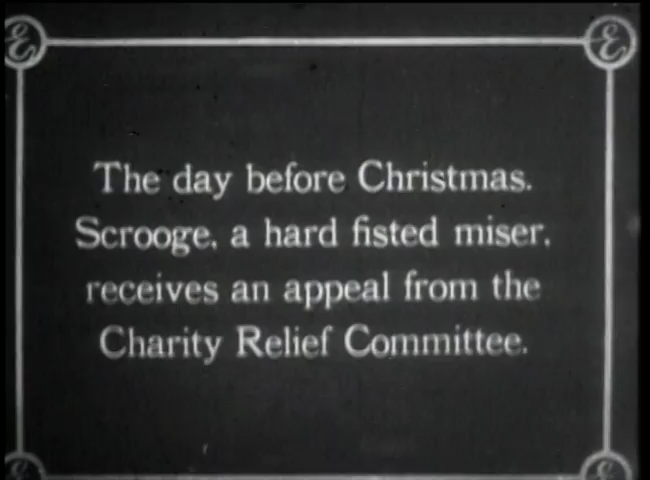 The day before Christmas.
Scrooge, a hard fisted miser,
receives an appeal from the
Charity Relief Committee.